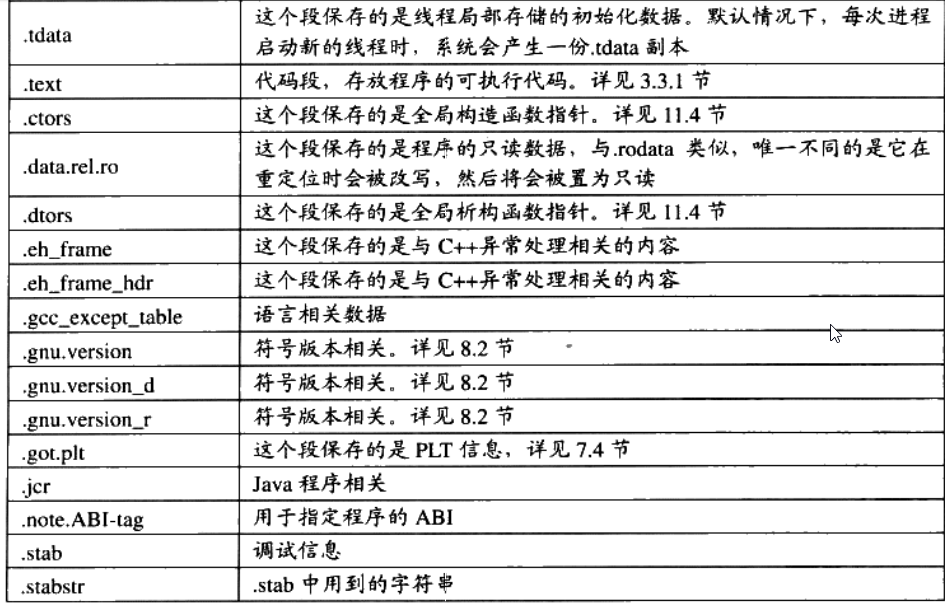 .tdata
这个段保存的是线程局部存储的初始化数据。默认情况下，每次进程
启动新的线程时，系统会产生一份.tdata 副本
.text
代码段，存放程序的可执行代码。详见 3.3.1 节
.ctors
这个段保存的是全局构造函数指针。详见 11.4 节
.data.rel.ro
这个段保存的是程序的只读数据，与.rodata 类似，唯一不同的是它在
重定位时会被改写，然后将会被置为只读
.dtors
这个段保存的是全局析构函数指针。详见 11.4 节
.eh_frame
这个段保存的是与 C++异常处理相关的内容
.eh_frame_hdr
这个段保存的是与 C++异常处理相关的内容
.gcc_except_table
语言相关数据
.gnu.version
符号版本相关。详见 8.2 节
.gnu.version_d
符号版本相关。详见 8.2 节
.gnu.version_r
符号版本相关。详见 8.2 节
.got.plt
这个段保存的是 PLT 信息，详见 7.4 节
.jcr
Java 程序相关
.note.ABI-tag
用于指定程序的 ABI
.stab
调试信息
.stabstr
.stab 中用到的字符串